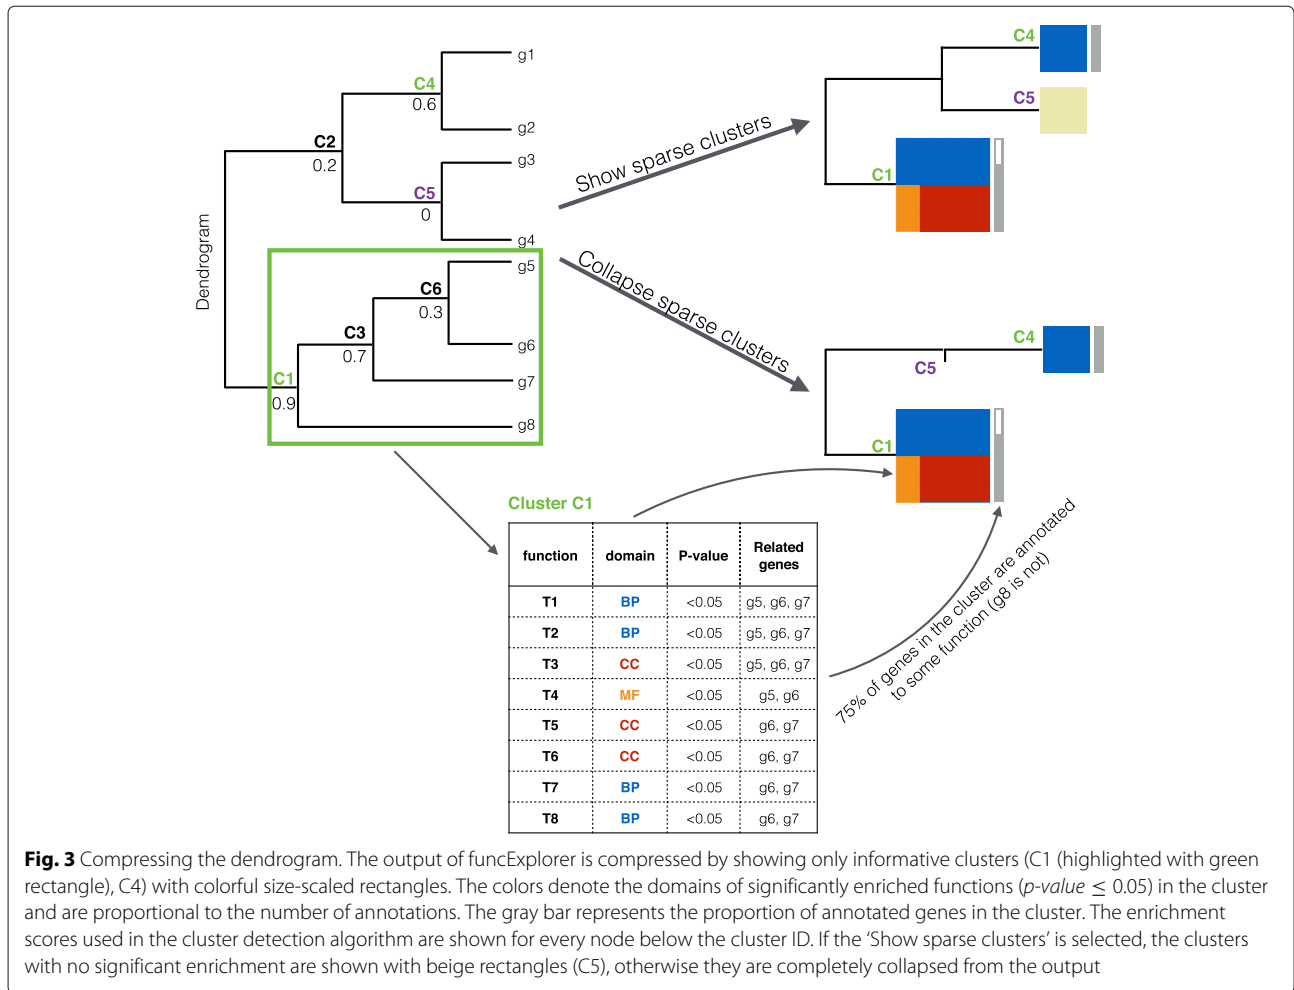 Dendrogram
g1
C4
0.6
g2
C2
0.2
g3
C5
0
g4
g5
C6
0.3
C3
0.7
g6
C1
0.9
g7
g8
Show sparse clusters
Collapse sparse clusters
C4
C5
C1
C4
C5
C1
Cluster C1
function domain P-value Related genes
T1 BP <0.05 g5, g6, g7
T2 BP <0.05 g5, g6, g7
T3 CC <0.05 g5, g6, g7
T4 MF <0.05 g5, g6
T5 CC <0.05 g6, g7
T6 CC <0.05 g6, g7
T7 BP <0.05 g6, g7
T8 BP <0.05 g6, g7
75% of genes in the cluster are annotated
to some function (g8 is not)
Fig. 3 Compressing the dendrogram. The output of funcExplorer is compressed by showing only informative clusters (C1 (highlighted with green
rectangle), C4) with colorful size-scaled rectangles. The colors denote the domains of significantly enriched functions (p-value ≤ 0.05) in the cluster
and are proportional to the number of annotations. The gray bar represents the proportion of annotated genes in the cluster. The enrichment
scores used in the cluster detection algorithm are shown for every node below the cluster ID. If the ‘Show sparse clusters’ is selected, the clusters
with no significant enrichment are shown with beige rectangles (C5), otherwise they are completely collapsed from the output